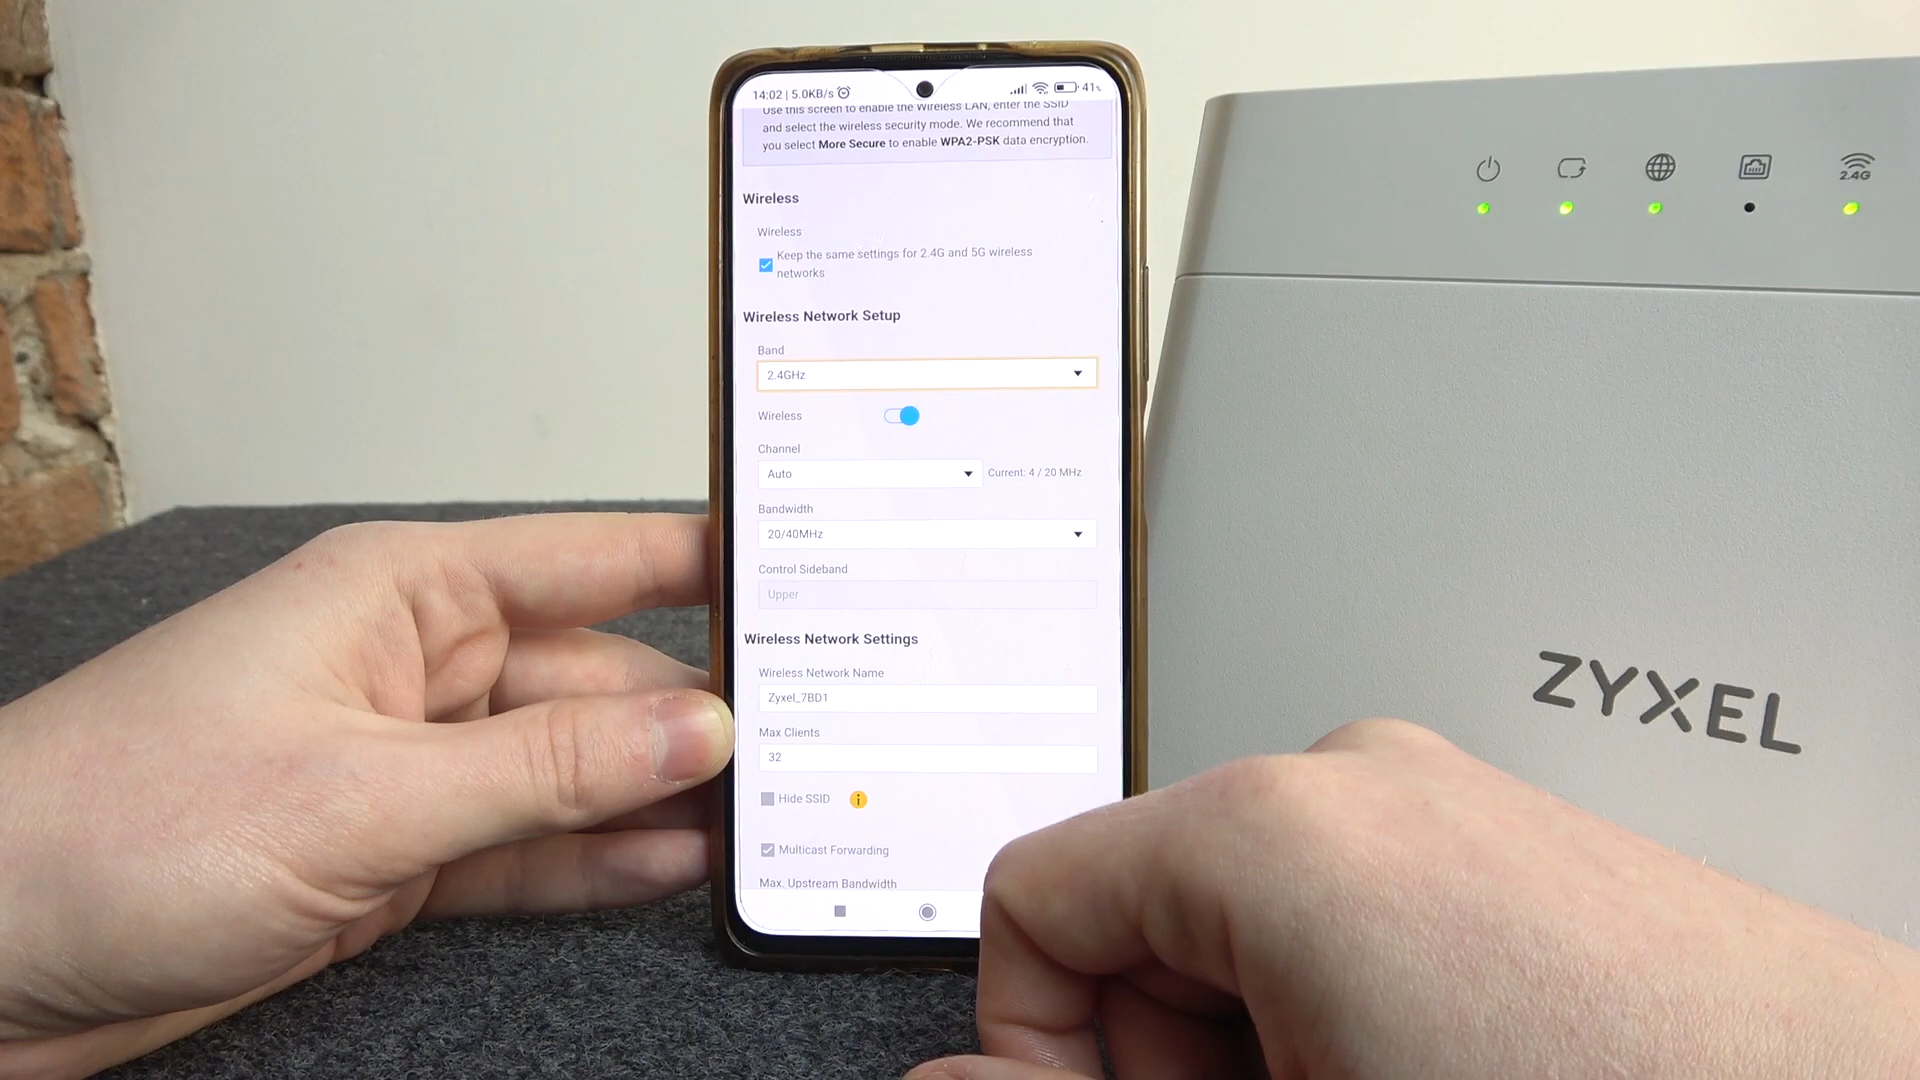 14:02 | 5.0KB/s
41%
Use this screen to enable the Wireless LAN, enter the SSID
and select the wireless security mode. We recommend that
you select More Secure to enable WPA2-PSK data encryption.
Wireless
Wireless
Keep the same settings for 2.4G and 5G wireless
networks
Wireless Network Setup
Band
2.4GHz
Wireless
Channel
Auto
Current: 4 / 20 MHz
Bandwidth
20/40MHz
Control Sideband
Upper
Wireless Network Settings
Wireless Network Name
Zyxel_7BD1
Max Clients
32
Hide SSID
Multicast Forwarding
Max. Upstream Bandwidth
2.4G
ZYXEL